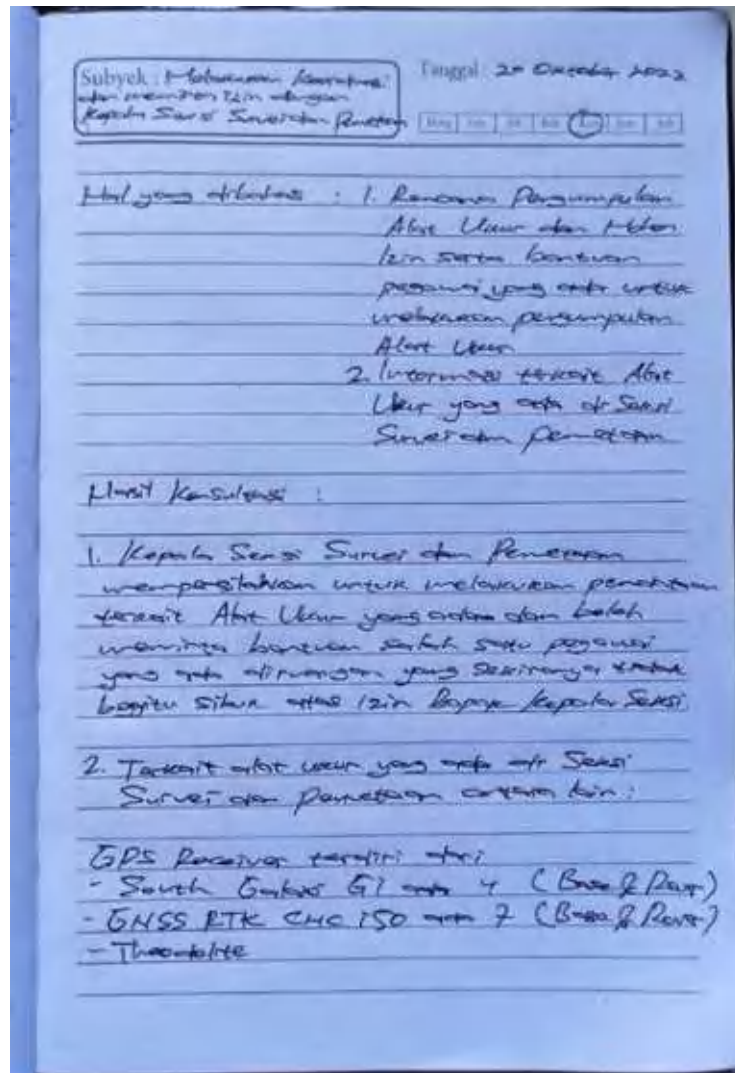 Subyek : Melakukan Konsultasi
dan meminta Izin dengan
Kepala Seksi Survei dan Pemetaan
Tanggal : 20 Oktober 2022
Hal yang dibahas : 1. Rencana Pengumpulan
Alat Ukur dan Mohon
Izin serta bantuan
pegawai yang ada untuk
melakukan pengumpulan
Alat Ukur
2. Informasi terkait Alat
Ukur yang ada di Seksi
Survei dan Pemetaan
Hasil Konsultasi :
1. Kepala Seksi Survei dan Pemetaan
mempersilahkan untuk melakukan
terkait Alat Ukur yang ada dan boleh
meminta bantuan salah satu pegawai
yang ada diruangan yang sekiranya tidak
begitu sibuk atas Izin Bapak Kepala Seksi
2. Terkait alat ukur yang ada di Seksi
Survei dan Pemetaan antara lain :
GPS Receiver terdiri dari
- South Galaxi G1 ada 4 (Base & Rover)
- GNSS RTK CHC i50 ada 7 (Base & Rover)
- Theodolite